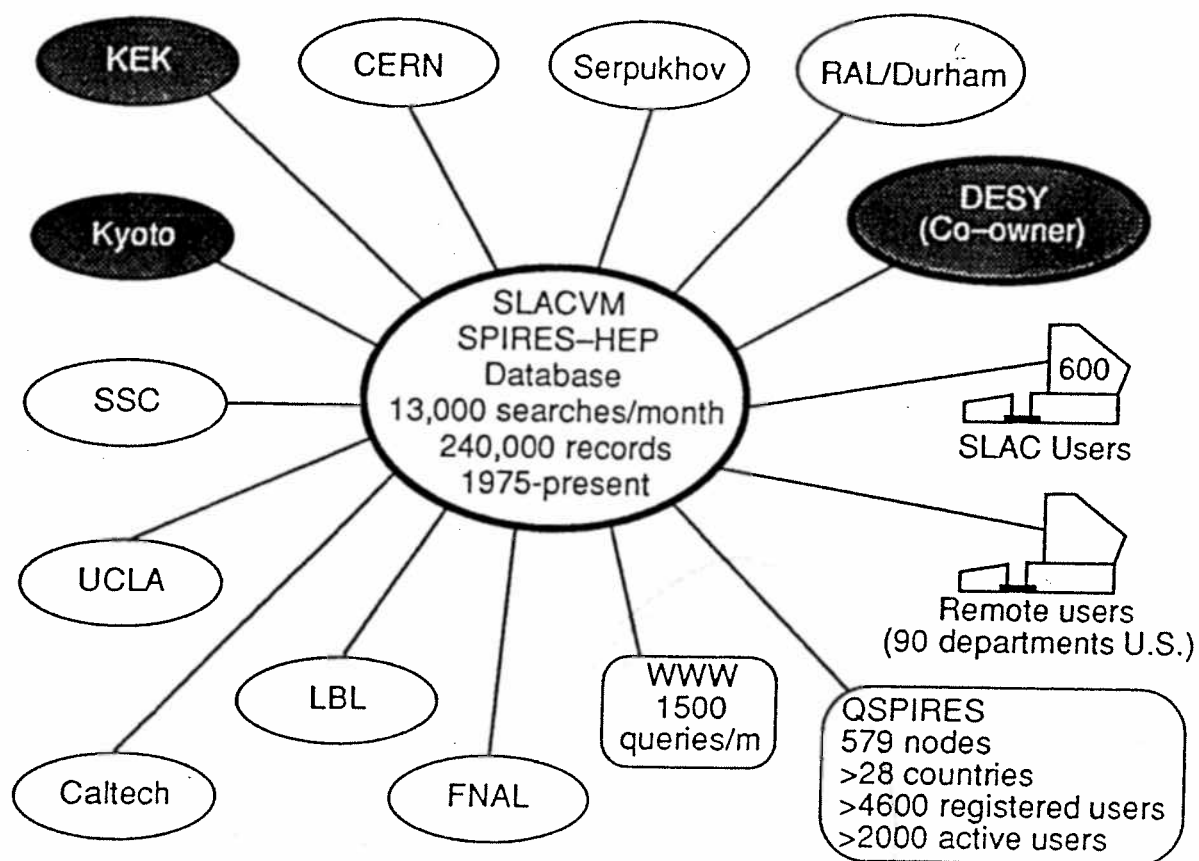 KEK
CERN
Serpukhov
RAL/Durham
Kyoto
DESY
(Co–owner)
SLACVM
SPIRES–HEP
Database
13,000 searches/month
240,000 records
1975-present
SSC
600
SLAC Users
UCLA
Remote users
(90 departments U.S.)
LBL
WWW
1500
queries/m
QSPIRES
579 nodes
>28 countries
>4600 registered users
>2000 active users
Caltech
FNAL